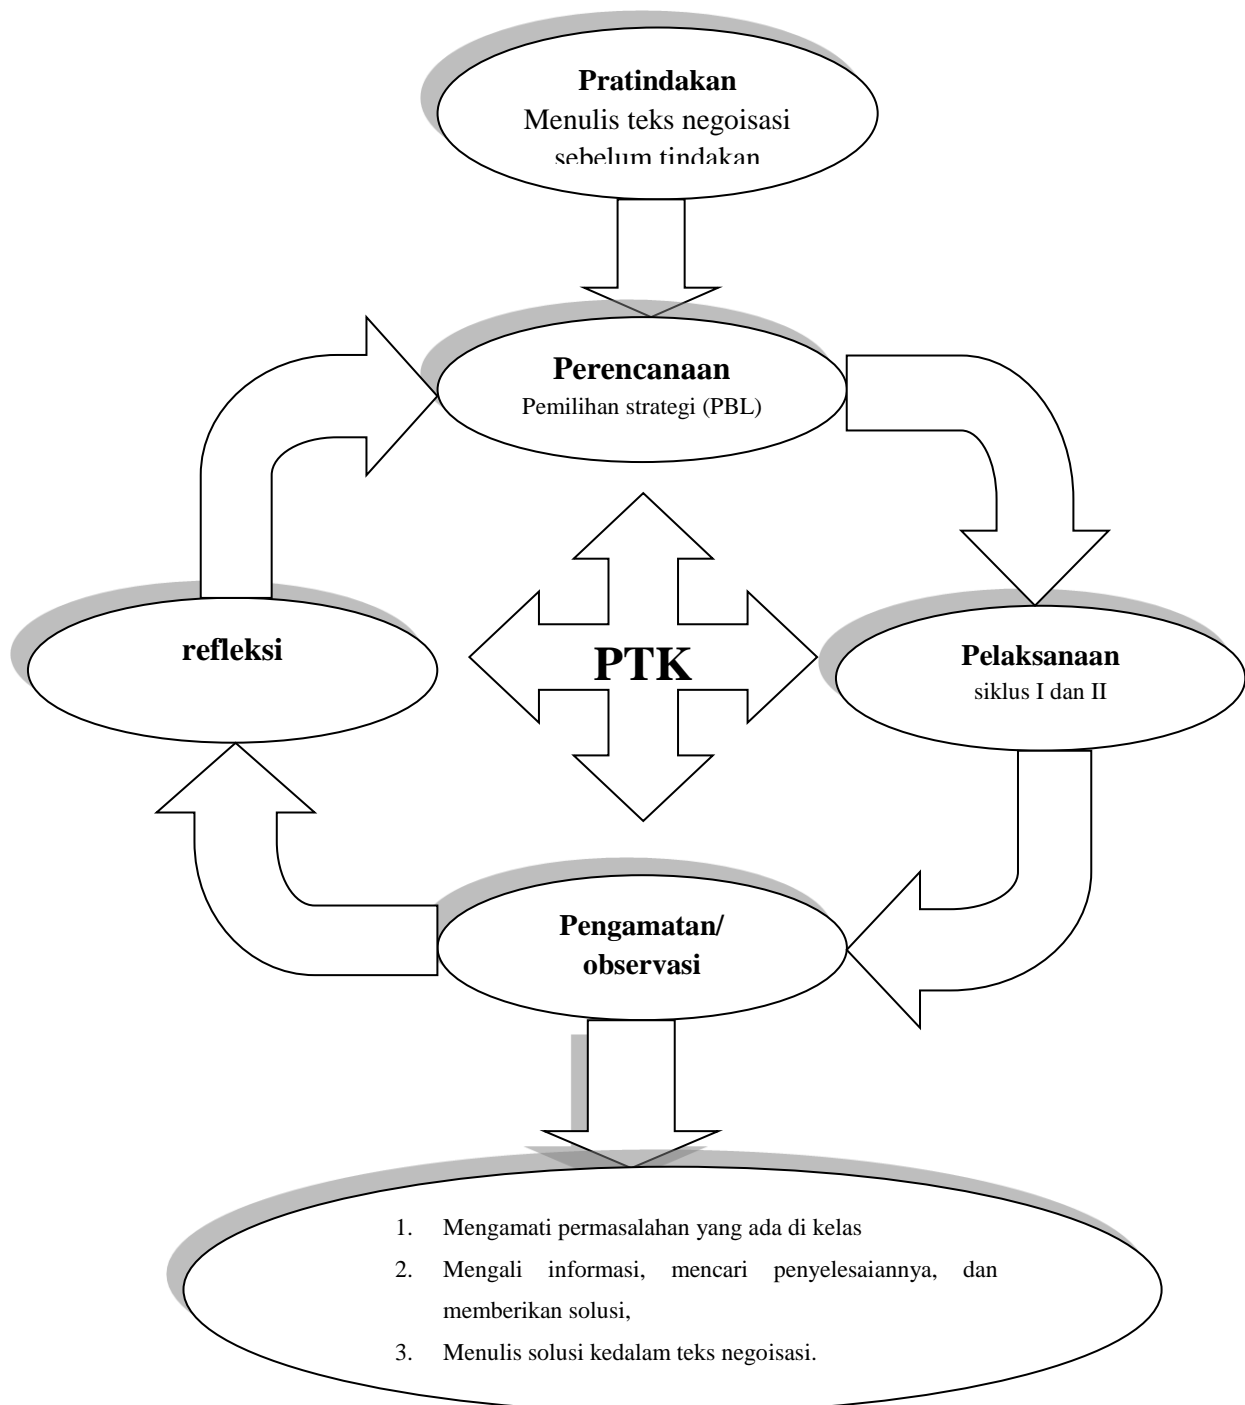 Pratindakan
Menulis teks negoisasi
sebelum tindakan
Perencanaan
Pemilihan strategi (PBL)
refleksi
PTK
Pelaksanaan
siklus I dan II
Pengamatan/
observasi
1. Mengamati permasalahan yang ada di kelas
2. Mengali informasi, mencari penyelesaiannya, dan
memberikan solusi,
3. Menulis solusi kedalam teks negoisasi.